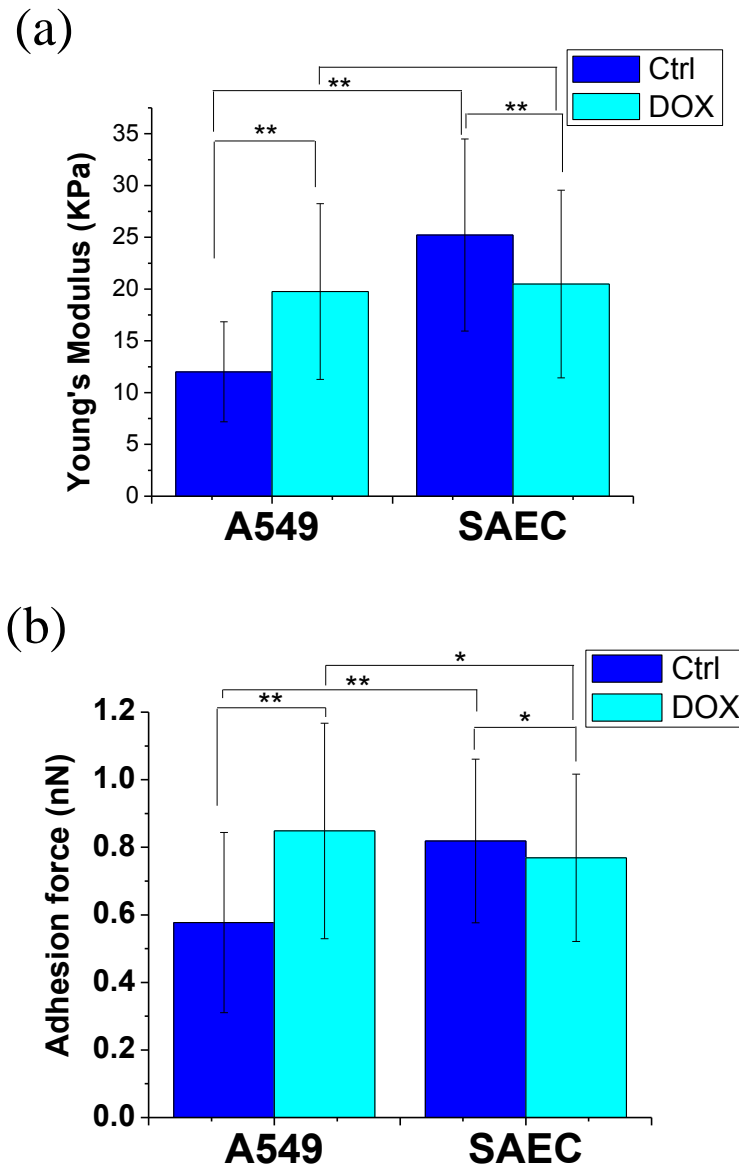 (a)
Ctrl
DOX
**
**
**
Young's Modulus (KPa)
35
30
25
20
15
10
5
0
A549 SAEC
(b)
Ctrl
DOX
*
**
**
*
Adhesion force (nN)
1.2
1.0
0.8
0.6
0.4
0.2
0.0
A549 SAEC